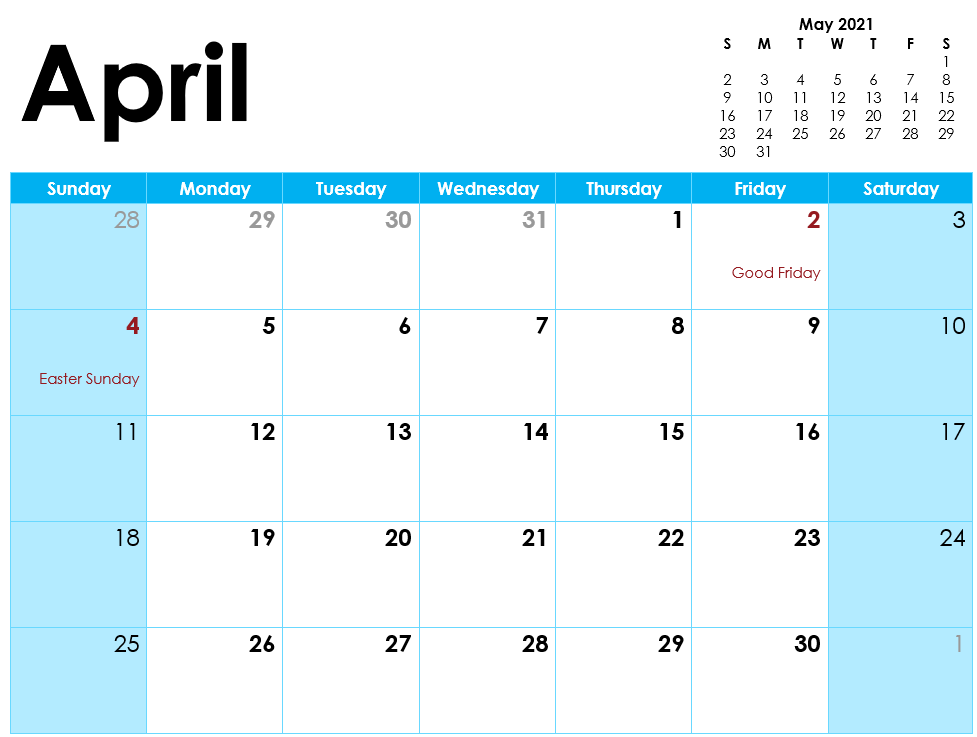 May 2021
S M T W T F S
1
2 3 4 5 6 7 8
9 10 11 12 13 14 15
16 17 18 19 20 21 22
23 24 25 26 27 28 29
30 31
April
Sunday Monday Tuesday Wednesday Thursday Friday Saturday
28 29 30 31 1 2 3
Good Friday
4 5 6 7 8 9 10
Easter Sunday
11 12 13 14 15 16 17
18 19 20 21 22 23 24
25 26 27 28 29 30 1